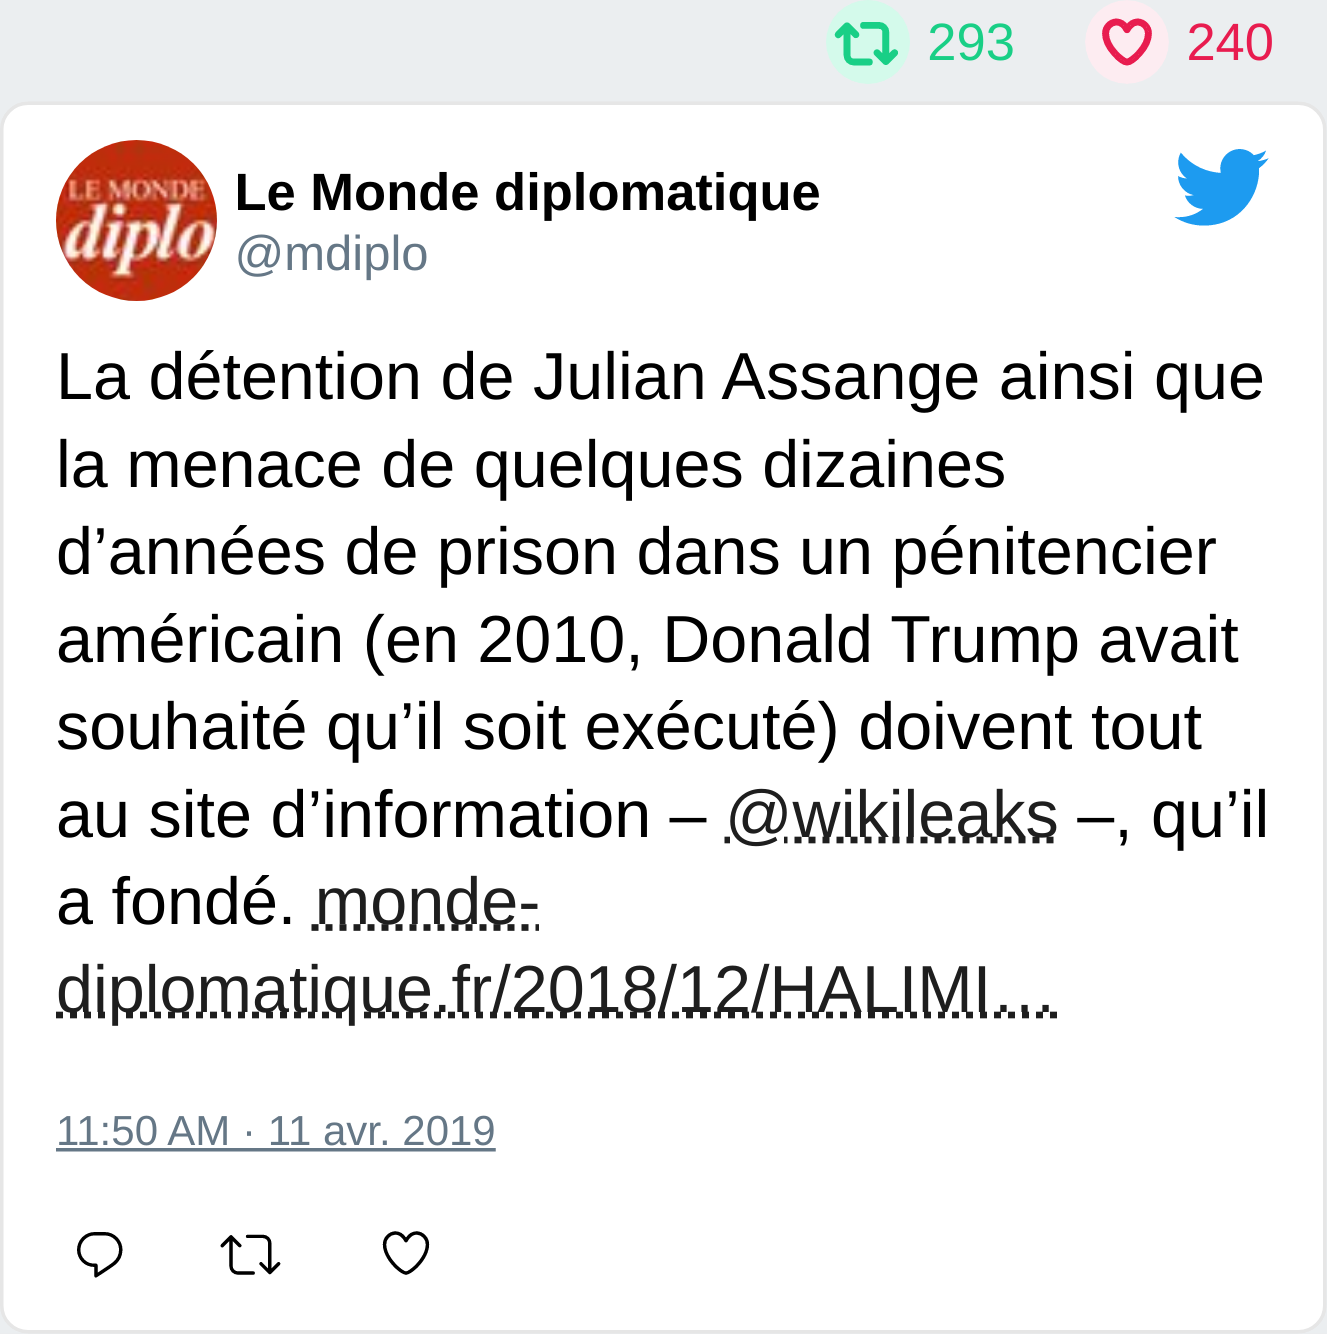 293 240
LE MONDE
diplo
Le Monde diplomatique
@mdiplo
La détention de Julian Assange ainsi que
la menace de quelques dizaines
d’années de prison dans un pénitencier
américain (en 2010, Donald Trump avait
souhaité qu’il soit exécuté) doivent tout
au site d’information – @wikileaks –, qu’il
a fondé. monde-
diplomatique.fr/2018/12/HALIMI…
11:50 AM · 11 avr. 2019